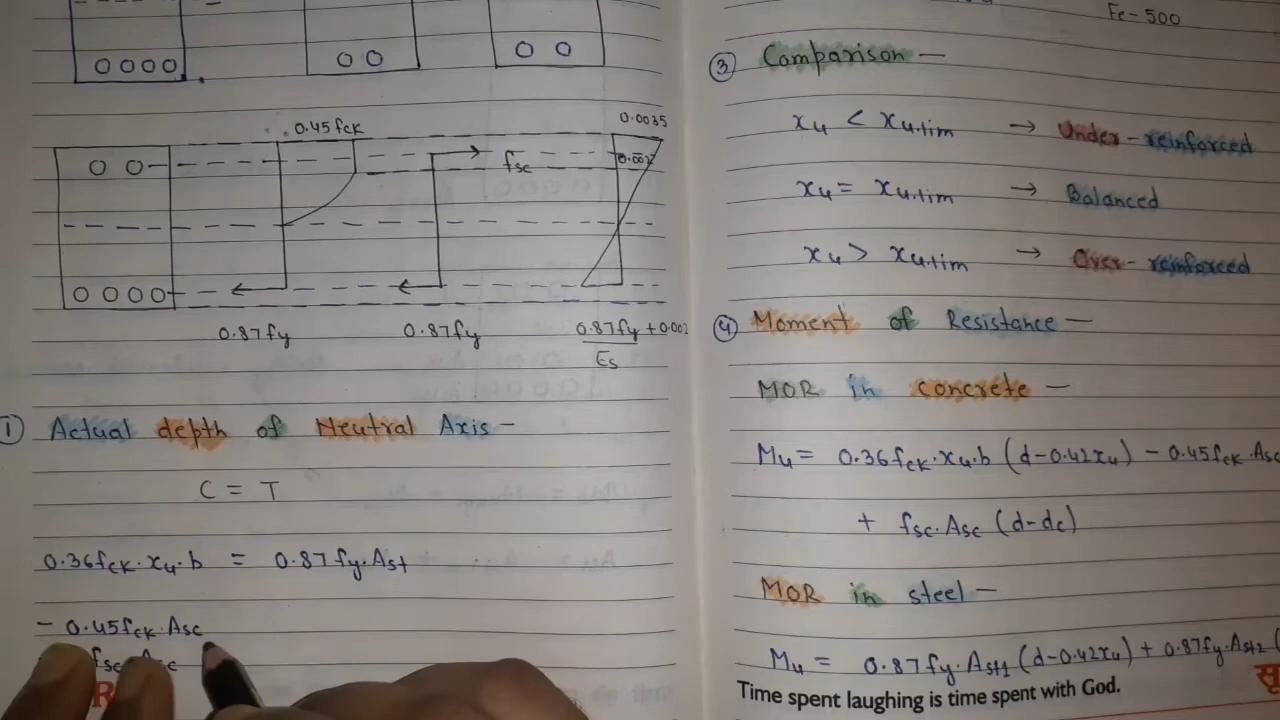 0.45fck
0.0035
0.002
fsc
0.87fy
0.87fy
0.87fy + 0.002
Es
① Actual depth of Neutral Axis -
C = T
0.36fck·xu·b = 0.87fy·Ast
- 0.45fck·Asc
fsc·Asc
Fe-500
③ Comparison -
xu < xu.lim → Under-reinforced
xu = xu.lim → Balanced
xu > xu.lim → Over-reinforced
④ Moment of Resistance -
MOR in concrete -
Mu = 0.36fck·xu·b (d-0.42xu) - 0.45fck·Asc
+ fsc·Asc (d-dc)
MOR in steel -
Mu = 0.87fy·Ast1 (d-0.42xu) + 0.87fy·Ast2 (
Time spent laughing is time spent with God.